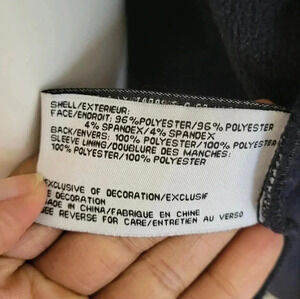 SHELL/EXTERIEUR:
FACE/ENDROIT: 96%POLYESTER/96% POLYESTER
4% SPANDEX/4% SPANDEX
BACK/ENVERS: 100% POLYESTER/100% POLYESTER
SLEEVE LINING/DOUBLURE DES MANCHES:
100% POLYESTER/100% POLYESTER
EXCLUSIVE OF DECORATION/EXCLUSIF
DE DECORATION
MADE IN CHINA/FABRIQUE EN CHINE
SEE REVERSE FOR CARE/ENTRETIEN AU VERSO